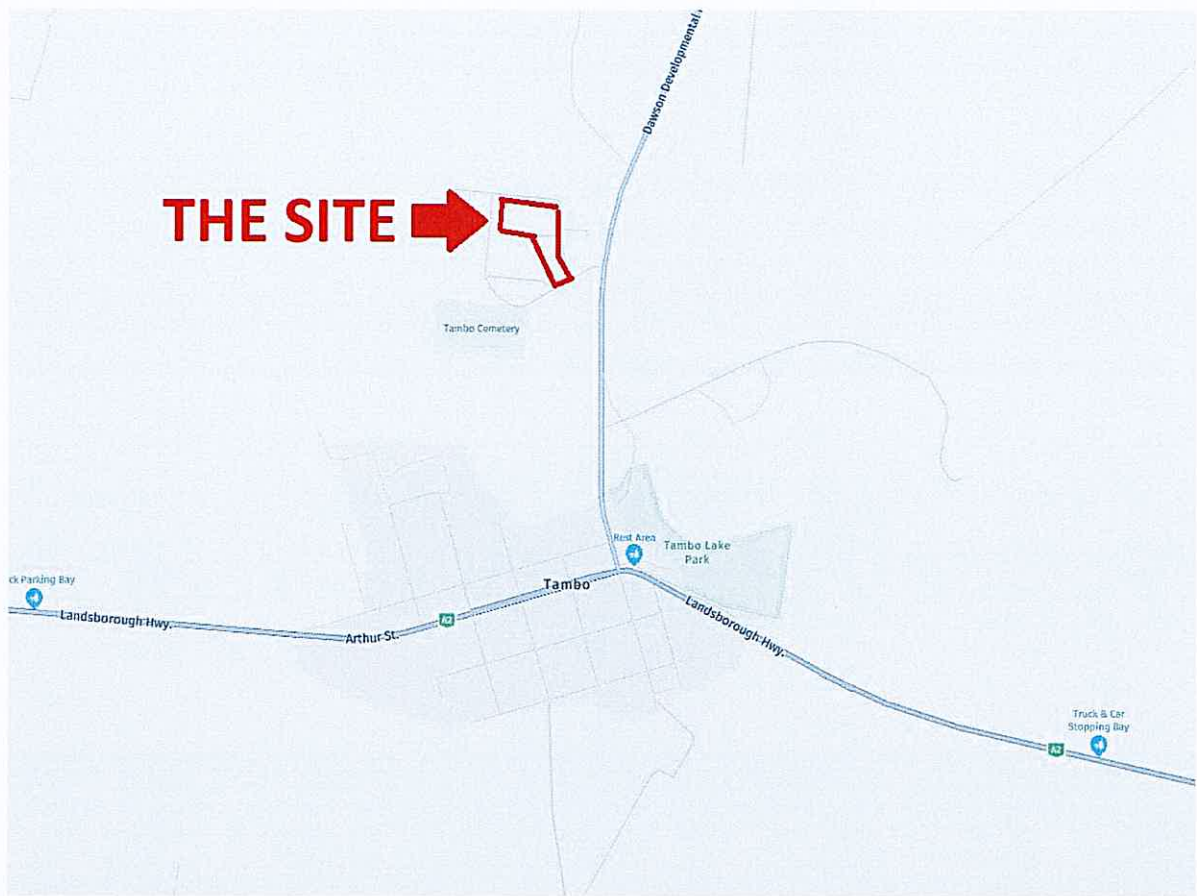 Dawson Developmental
THE SITE
Tambo Cemetery
Rest Area
Tambo Lake
Park
Tambo
ck Parking Bay
Landsborough Hwy.
A2
Arthur St.
Landsborough Hwy.
Truck & Car
Stopping Bay
A2